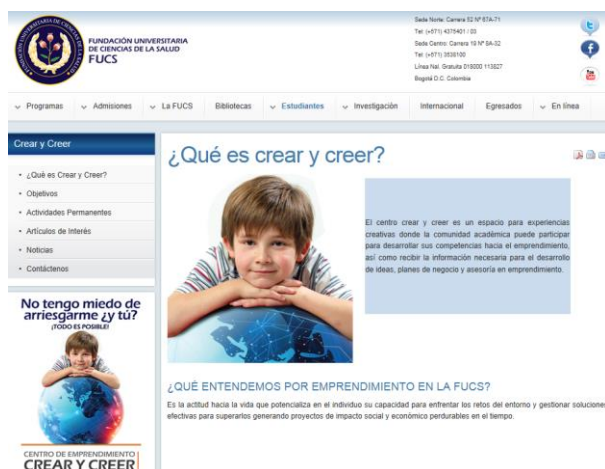 FUNDACIÓN UNIVERSITARIA
DE CIENCIAS DE LA SALUD
FUCS
Sede Norte: Carrera 52 Nº 67A-71
Tel: (+571) 4375401 / 03
Sede Centro: Carrera 19 Nº 8A-32
Tel: (+571) 3538100
Línea Nal. Gratuita 018000 113827
Bogotá D.C. Colombia
Programas
Admisiones
La FUCS
Bibliotecas
Estudiantes
Investigación
Internacional
Egresados
En línea
Crear y Creer
¿Qué es Crear y Creer?
Objetivos
Actividades Permanentes
Artículos de Interés
Noticias
Contáctenos
No tengo miedo de
arriesgarme ¿y tú?
¡TODO ES POSIBLE!
CENTRO DE EMPRENDIMIENTO
CREAR Y CREER
¿Qué es crear y creer?
El centro crear y creer es un espacio para experiencias
creativas donde la comunidad académica puede participar
para desarrollar sus competencias hacia el emprendimiento,
así como recibir la información necesaria para el desarrollo
de ideas, planes de negocio y asesoría en emprendimiento.
¿QUÉ ENTENDEMOS POR EMPRENDIMIENTO EN LA FUCS?
Es la actitud hacia la vida que potencializa en el individuo su capacidad para enfrentar los retos del entorno y gestionar soluciones
efectivas para superarlos generando proyectos de impacto social y económico perdurables en el tiempo.